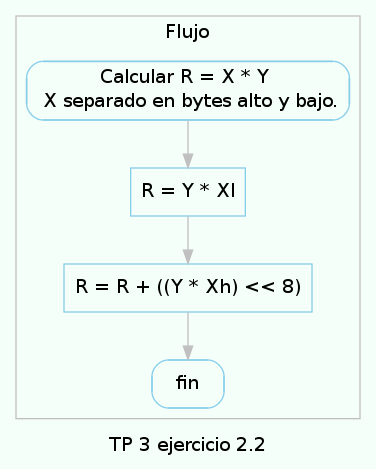 Flujo
Calcular R = X * Y
X separado en bytes alto y bajo.
R = Y * Xl
R = R + ((Y * Xh) << 8)
fin
TP 3 ejercicio 2.2